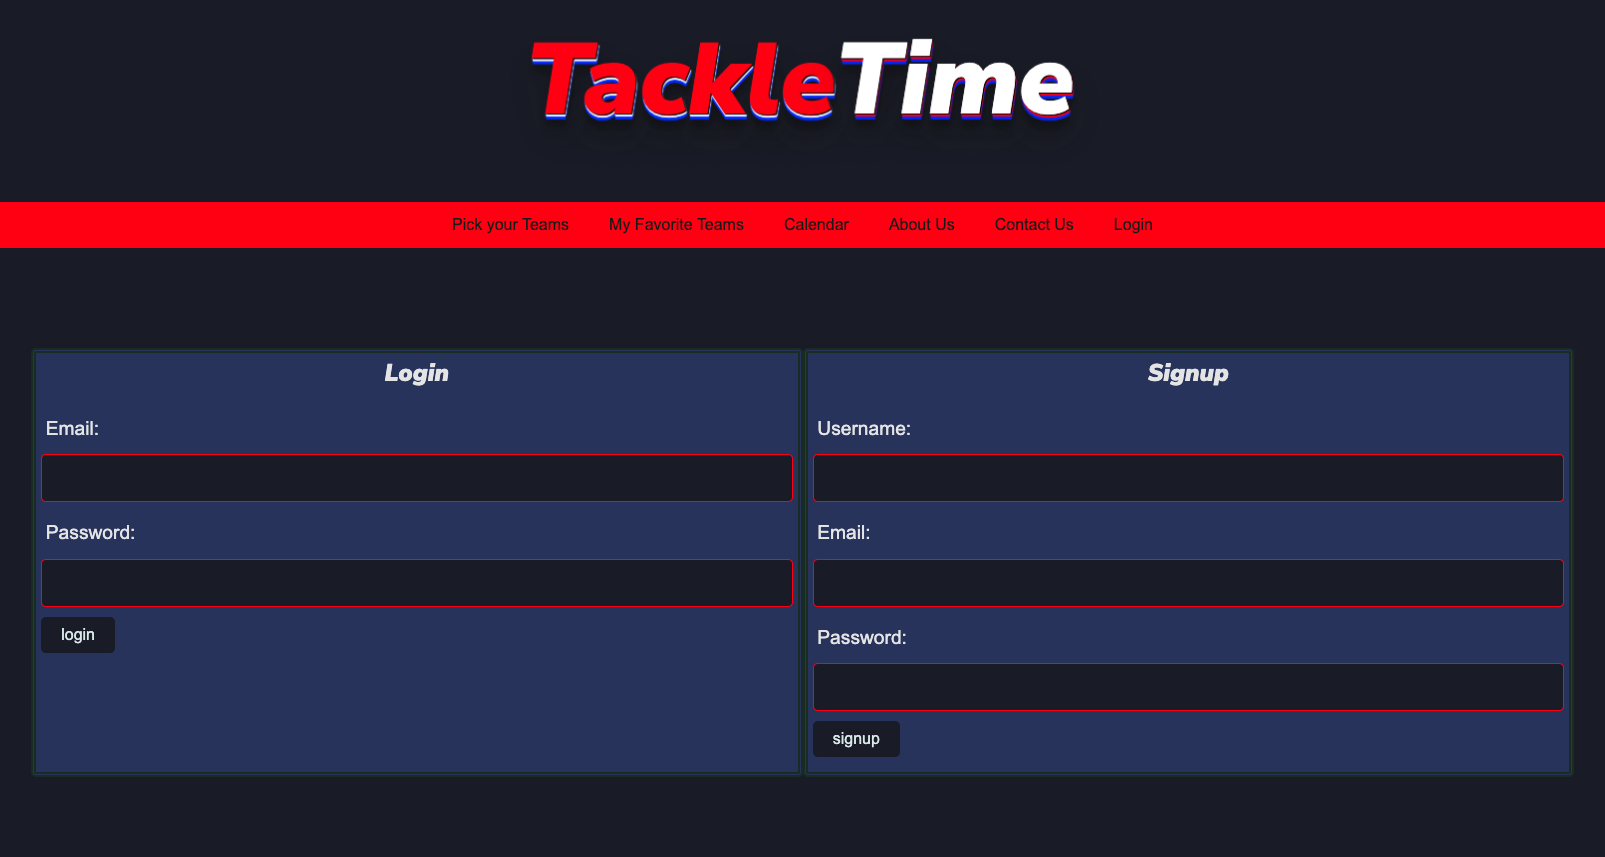 TackleTime
Pick your Teams My Favorite Teams Calendar About Us Contact Us Login
Login
Email:
Password:
login
Signup
Username:
Email:
Password:
signup